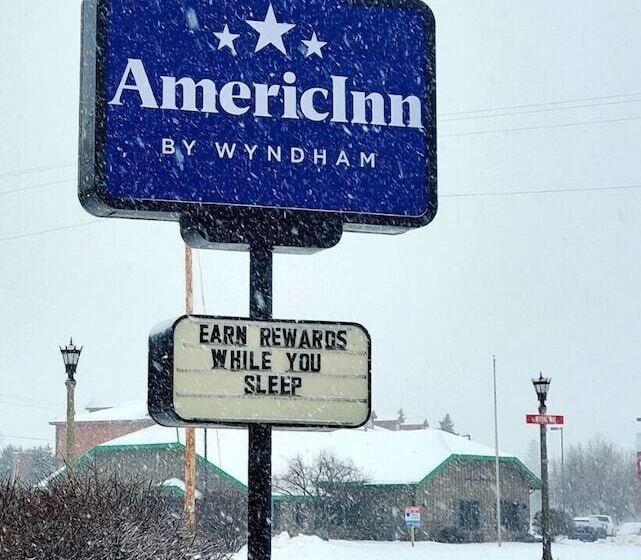 AmericInn
BY WYNDHAM
EARN REWARDS
WHILE YOU
SLEEP